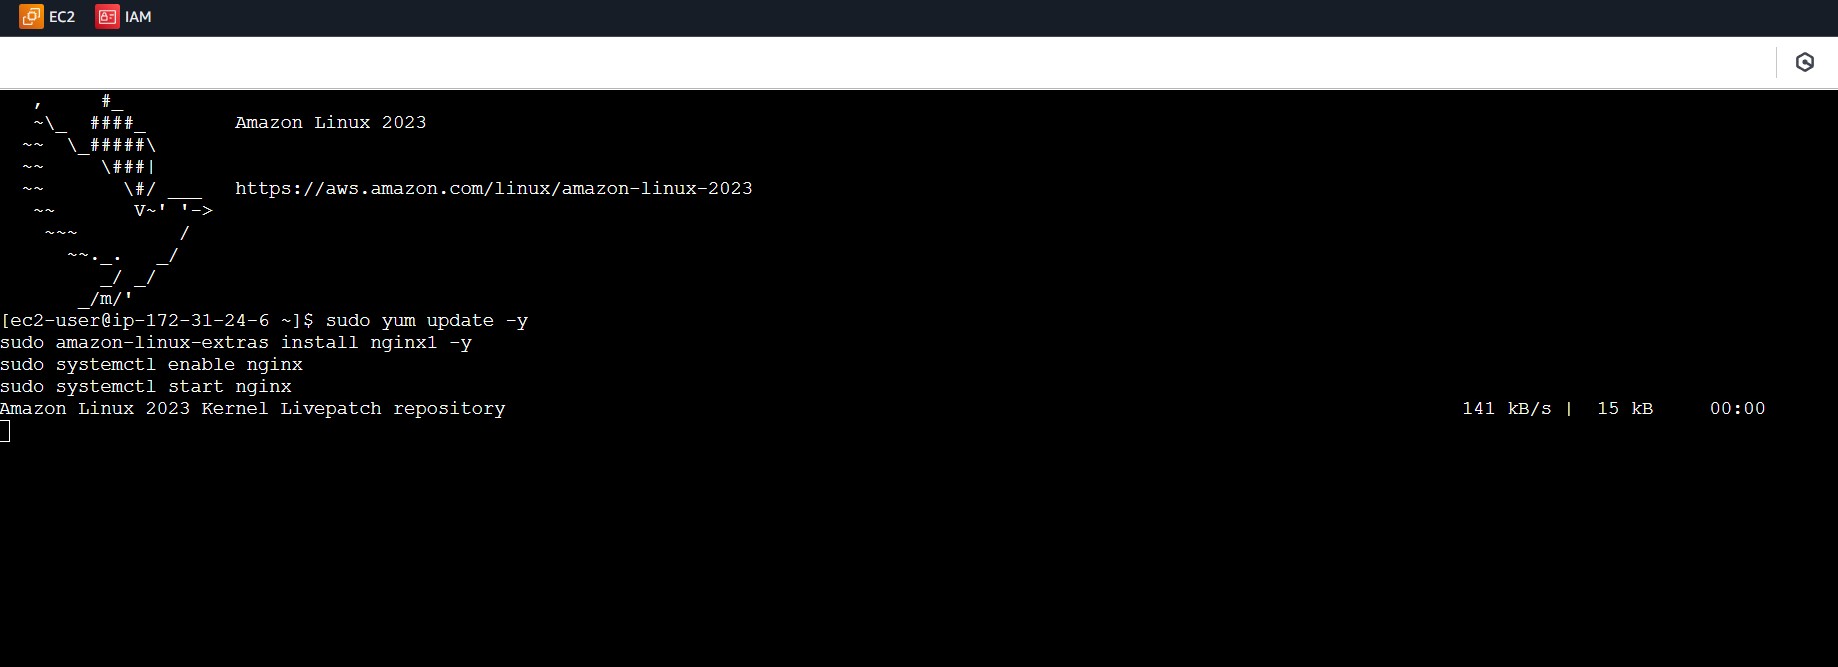 EC2 IAM
   ,     #_
   ~\_  ####_        Amazon Linux 2023
  ~~  \_#####\
  ~~     \###|
  ~~       \#/ ___   https://aws.amazon.com/linux/amazon-linux-2023
   ~~       V~' '->
    ~~~         /
      ~~._.   _/
         _/ _/
       _/m/'
[ec2-user@ip-172-31-24-6 ~]$ sudo yum update -y
sudo amazon-linux-extras install nginx1 -y
sudo systemctl enable nginx
sudo systemctl start nginx
Amazon Linux 2023 Kernel Livepatch repository 141 kB/s | 15 kB 00:00